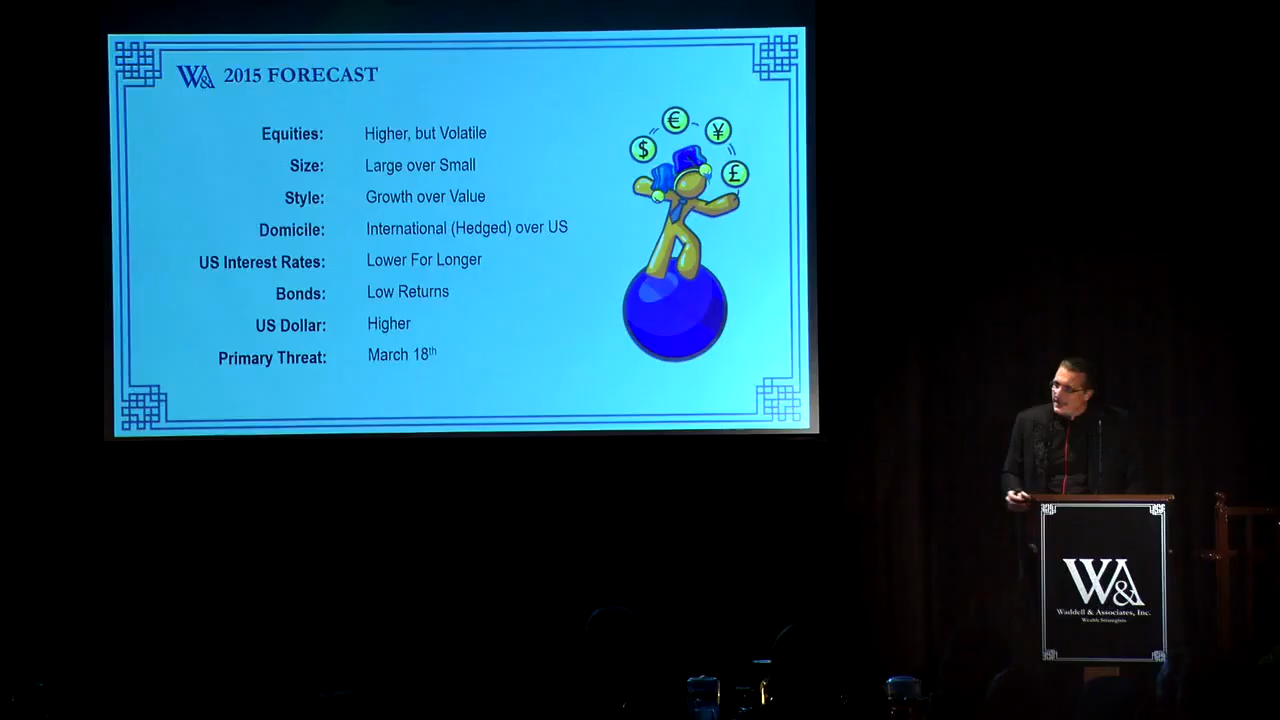 W&A 2015 FORECAST
Equities: Higher, but Volatile
Size: Large over Small
Style: Growth over Value
Domicile: International (Hedged) over US
US Interest Rates: Lower For Longer
Bonds: Low Returns
US Dollar: Higher
Primary Threat: March 18th
$ € ¥ £
W&A
Waddell & Associates, Inc.
Wealth Strategists